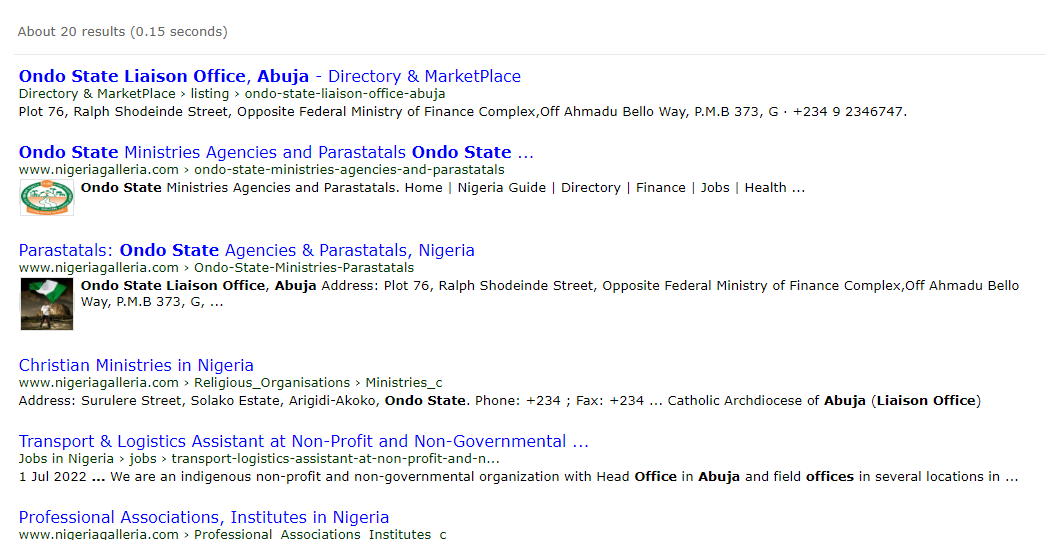 About 20 results (0.15 seconds)
Ondo State Liaison Office, Abuja - Directory & MarketPlace
Directory & MarketPlace › listing › ondo-state-liaison-office-abuja
Plot 76, Ralph Shodeinde Street, Opposite Federal Ministry of Finance Complex,Off Ahmadu Bello Way, P.M.B 373, G · +234 9 2346747.
Ondo State Ministries Agencies and Parastatals Ondo State ...
www.nigeriagalleria.com › ondo-state-ministries-agencies-and-parastatals
Ondo State Ministries Agencies and Parastatals. Home | Nigeria Guide | Directory | Finance | Jobs | Health ...
Parastatals: Ondo State Agencies & Parastatals, Nigeria
www.nigeriagalleria.com › Ondo-State-Ministries-Parastatals
Ondo State Liaison Office, Abuja Address: Plot 76, Ralph Shodeinde Street, Opposite Federal Ministry of Finance Complex,Off Ahmadu Bello
Way, P.M.B 373, G, ...
Christian Ministries in Nigeria
www.nigeriagalleria.com › Religious_Organisations › Ministries_c
Address: Surulere Street, Solako Estate, Arigidi-Akoko, Ondo State. Phone: +234 ; Fax: +234 ... Catholic Archdiocese of Abuja (Liaison Office)
Transport & Logistics Assistant at Non-Profit and Non-Governmental ...
Jobs in Nigeria › jobs › transport-logistics-assistant-at-non-profit-and-n...
1 Jul 2022 ... We are an indigenous non-profit and non-governmental organization with Head Office in Abuja and field offices in several locations in ...
Professional Associations, Institutes in Nigeria
www.nigeriagalleria.com › Professional_Associations_Institutes_c